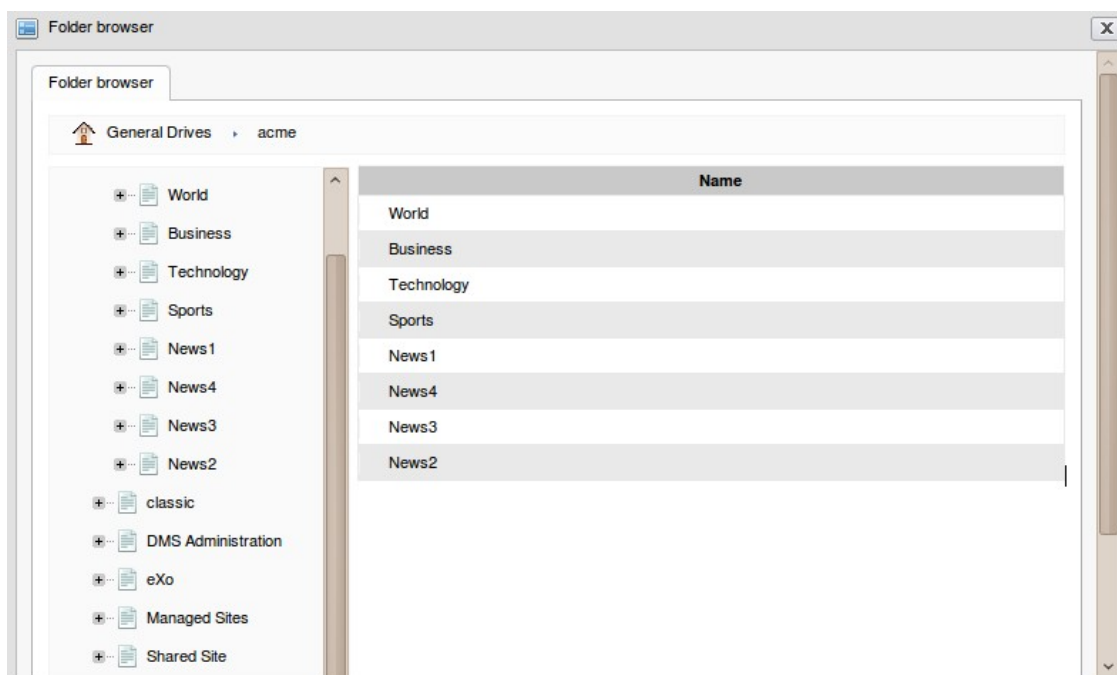 Folder browser
X
Folder browser
General Drives acme
World
Business
Technology
Sports
News1
News4
News3
News2
classic
DMS Administration
eXo
Managed Sites
Shared Site
Name
World
Business
Technology
Sports
News1
News4
News3
News2